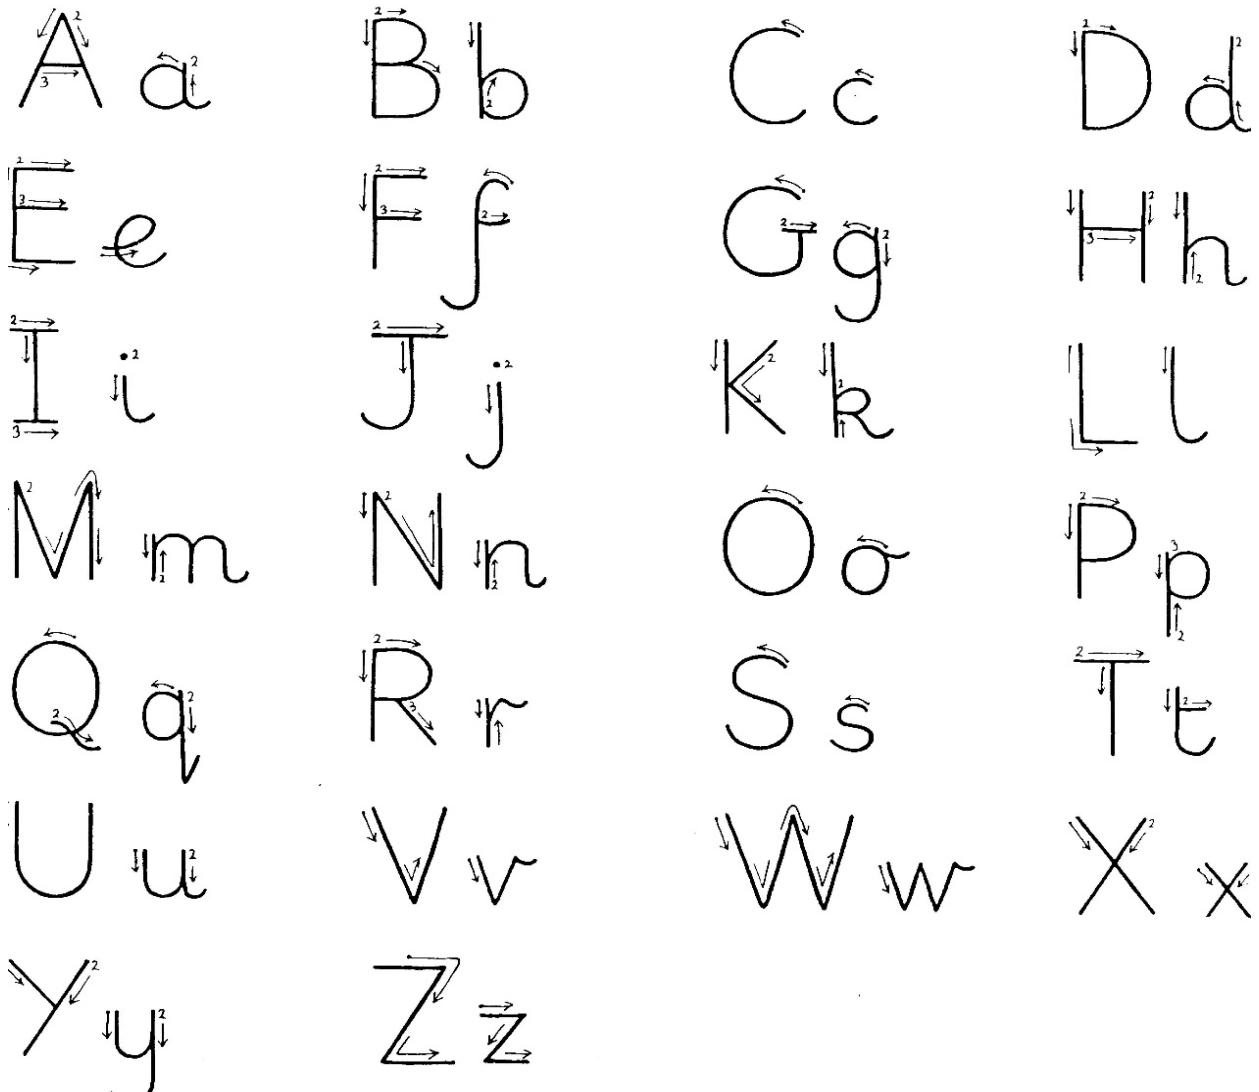 A a B b C c D d
E e F f G g H h
I i J j K k L l
M m N n O o P p
Q q R r S s T t
U u V v W w X x
Y y Z z